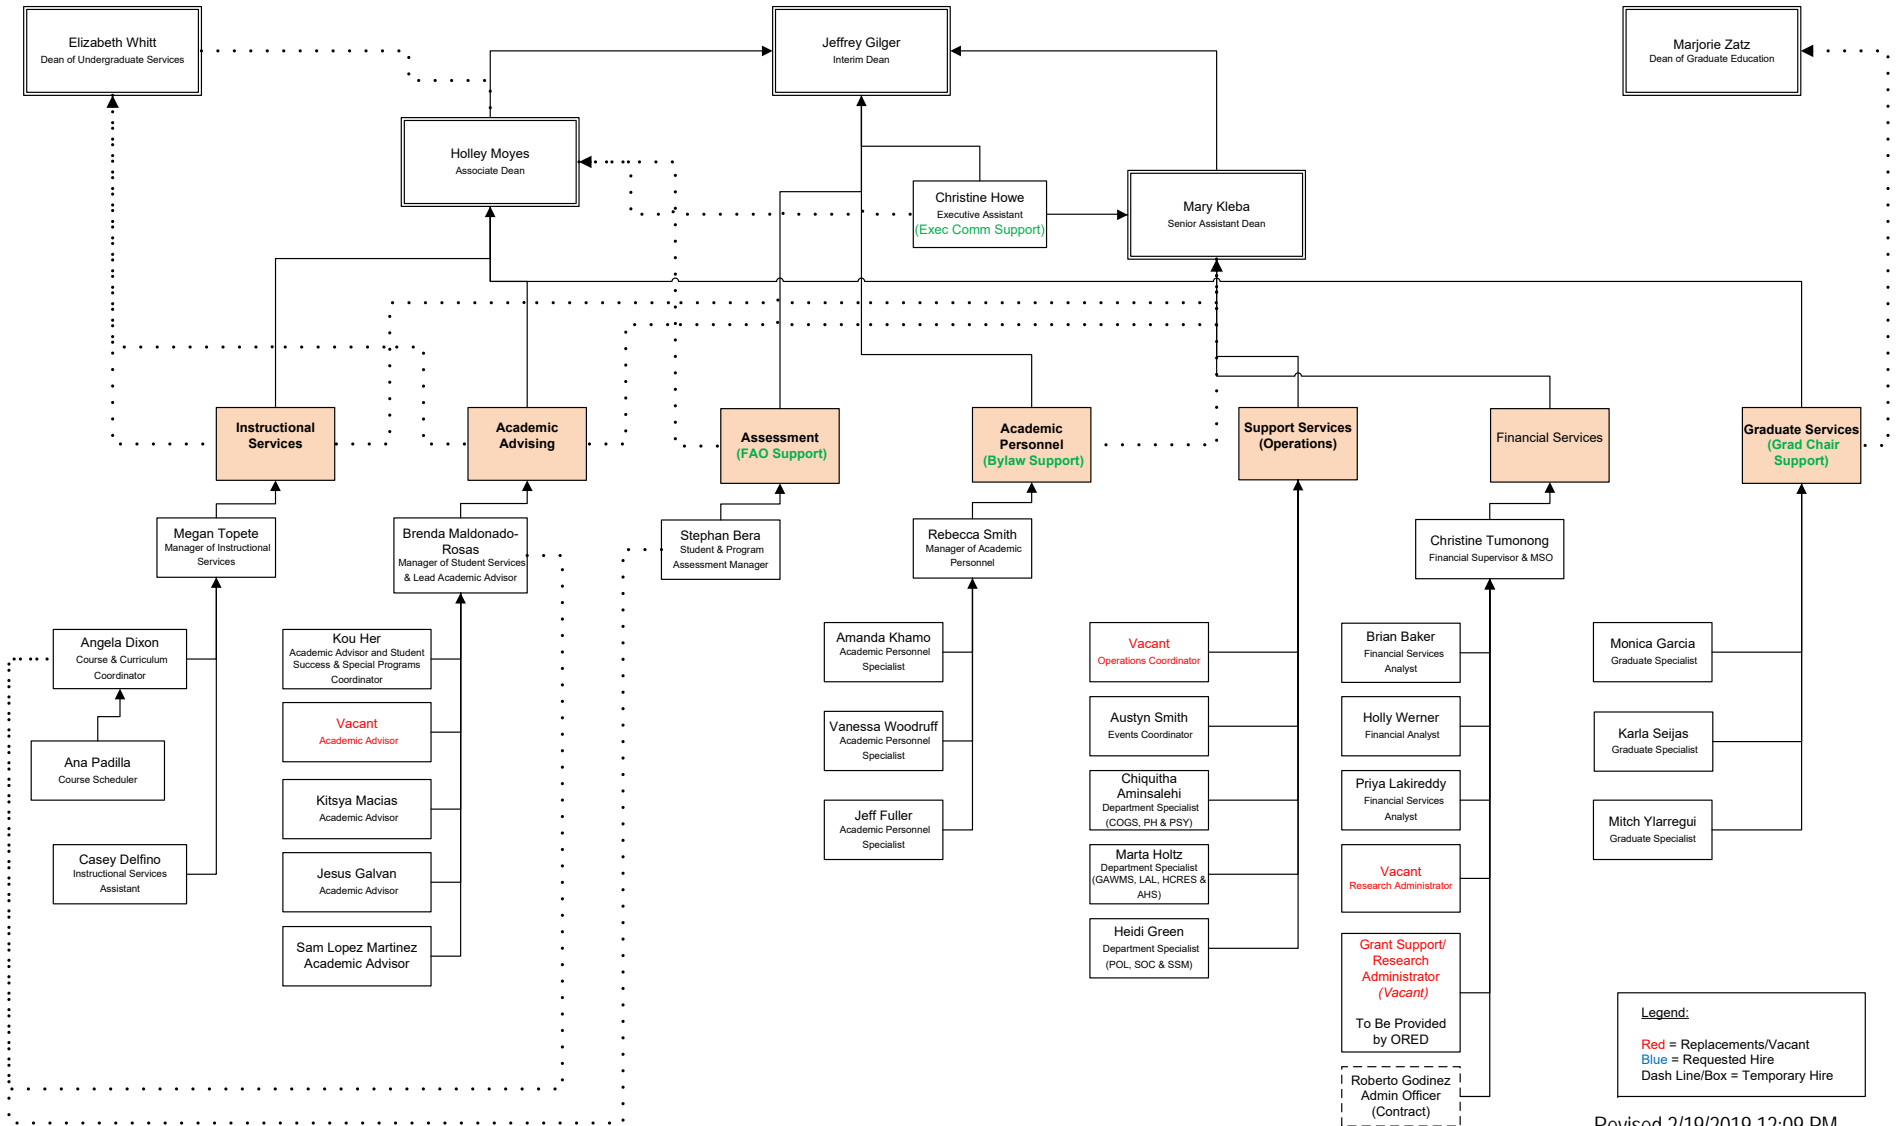 Elizabeth Whitt
Dean of Undergraduate Services
Jeffrey Gilger
Interim Dean
Marjorie Zatz
Dean of Graduate Education
Holley Moyes
Associate Dean
Christine Howe
Executive Assistant
(Exec Comm Support)
Mary Kleba
Senior Assistant Dean
Instructional
Services
Academic
Advising
Assessment
(FAO Support)
Academic
Personnel
(Bylaw Support)
Support Services
(Operations)
Financial Services
Graduate Services
(Grad Chair
Support)
Megan Topete
Manager of Instructional
Services
Brenda Maldonado-
Rosas
Manager of Student Services
& Lead Academic Advisor
Stephan Bera
Student & Program
Assessment Manager
Rebecca Smith
Manager of Academic
Personnel
Christine Tumonong
Financial Supervisor & MSO
Angela Dixon
Course & Curriculum
Coordinator
Ana Padilla
Course Scheduler
Casey Delfino
Instructional Services
Assistant
Kou Her
Academic Advisor and Student
Success & Special Programs
Coordinator
Vacant
Academic Advisor
Kitsya Macias
Academic Advisor
Jesus Galvan
Academic Advisor
Sam Lopez Martinez
Academic Advisor
Amanda Khamo
Academic Personnel
Specialist
Vanessa Woodruff
Academic Personnel
Specialist
Jeff Fuller
Academic Personnel
Specialist
Vacant
Operations Coordinator
Austyn Smith
Events Coordinator
Chiquitha
Aminsalehi
Department Specialist
(COGS, PH & PSY)
Marta Holtz
Department Specialist
(GAWMS, LAL, HCRES &
AHS)
Heidi Green
Department Specialist
(POL, SOC & SSM)
Brian Baker
Financial Services
Analyst
Holly Werner
Financial Analyst
Priya Lakireddy
Financial Services
Analyst
Vacant
Research Administrator
Grant Support/
Research
Administrator
(Vacant)
To Be Provided
by ORED
Roberto Godinez
Admin Officer
(Contract)
Monica Garcia
Graduate Specialist
Karla Seijas
Graduate Specialist
Mitch Ylarregui
Graduate Specialist
Legend:
Red = Replacements/Vacant
Blue = Requested Hire
Dash Line/Box = Temporary Hire
Revised 2/19/2019 12:09 PM